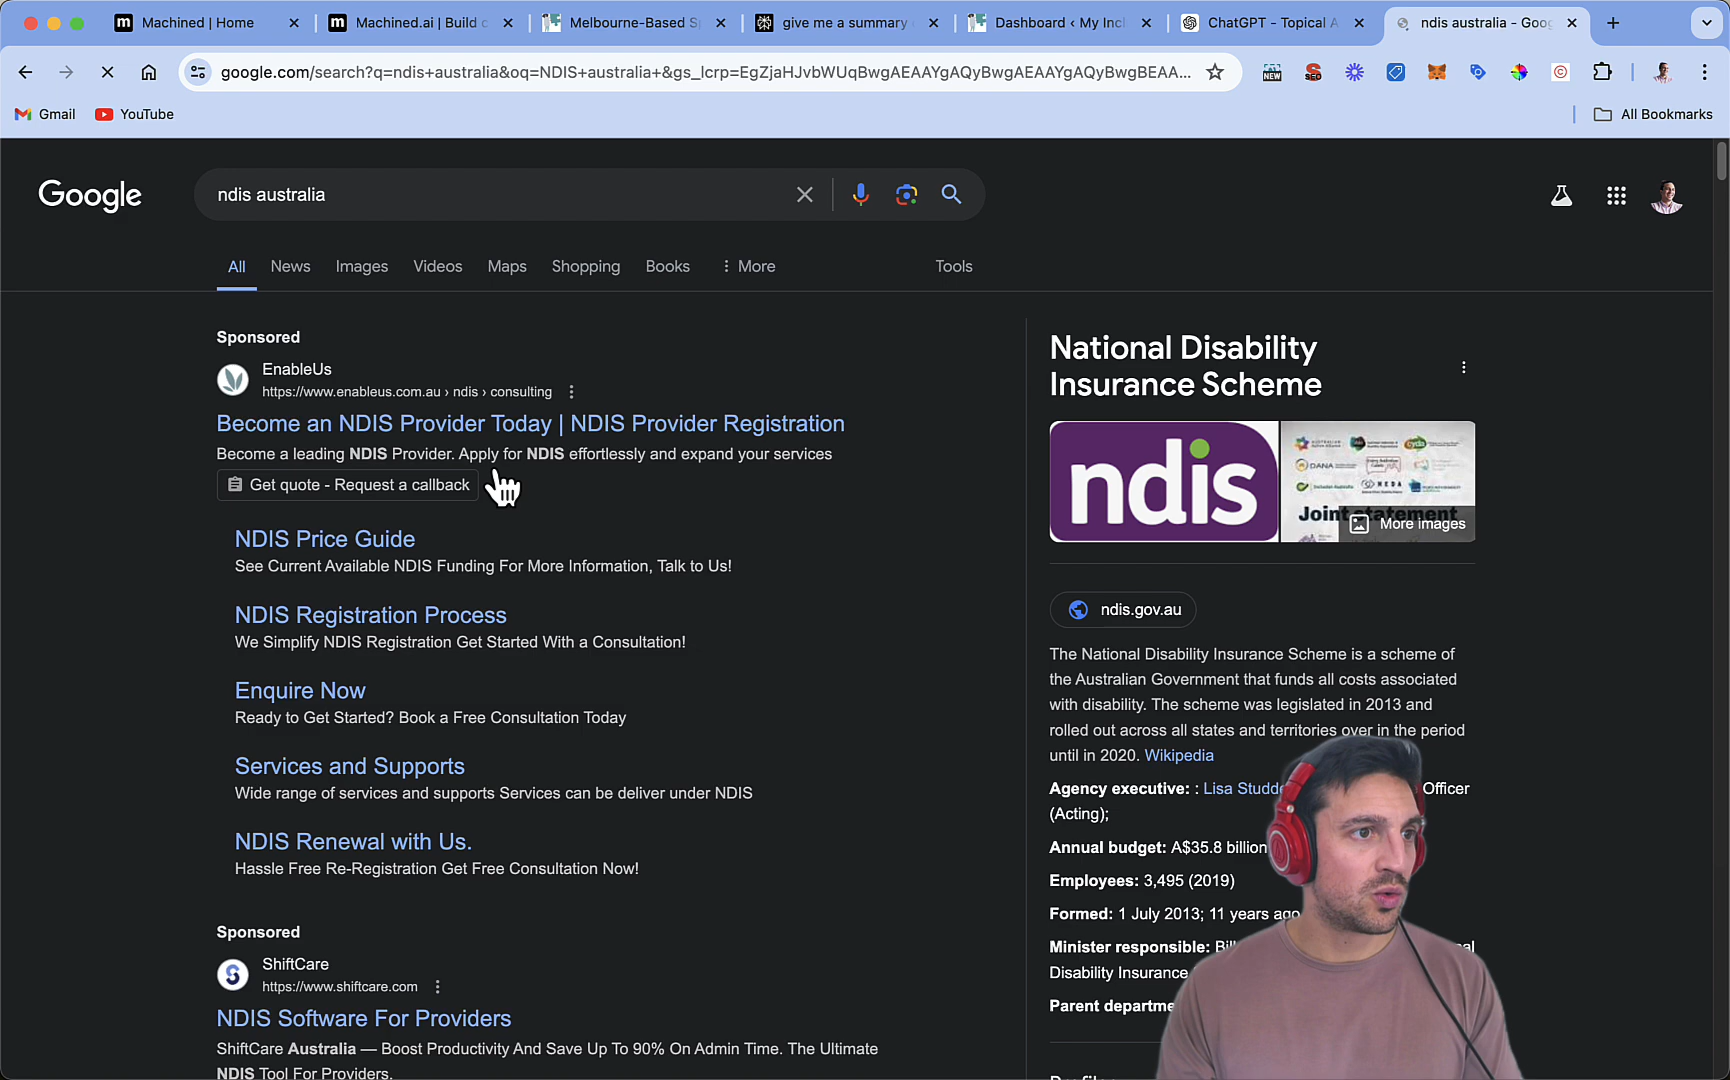 Machined | Home
Machined.ai | Build c
Melbourne-Based S
give me a summary
Dashboard ‹ My Incl
ChatGPT - Topical A
ndis australia - Goog
google.com/search?q=ndis+australia&oq=NDIS+australia+&gs_lcrp=EgZjaHJvbWUqBwgAEAAYgAQyBwgAEAAYgAQyBwgBEAA...
NEW
SEO
Gmail
YouTube
All Bookmarks
Google
ndis australia
All
News
Images
Videos
Maps
Shopping
Books
More
Tools
Sponsored
EnableUs
https://www.enableus.com.au › ndis › consulting
Become an NDIS Provider Today | NDIS Provider Registration
Become a leading NDIS Provider. Apply for NDIS effortlessly and expand your services
Get quote - Request a callback
NDIS Price Guide
See Current Available NDIS Funding For More Information, Talk to Us!
NDIS Registration Process
We Simplify NDIS Registration Get Started With a Consultation!
Enquire Now
Ready to Get Started? Book a Free Consultation Today
Services and Supports
Wide range of services and supports Services can be deliver under NDIS
NDIS Renewal with Us.
Hassle Free Re-Registration Get Free Consultation Now!
Sponsored
ShiftCare
https://www.shiftcare.com
NDIS Software For Providers
ShiftCare Australia — Boost Productivity And Save Up To 90% On Admin Time. The Ultimate
NDIS Tool For Providers.
National Disability
Insurance Scheme
ndis
DANA
Joint statement
More images
ndis.gov.au
The National Disability Insurance Scheme is a scheme of
the Australian Government that funds all costs associated
with disability. The scheme was legislated in 2013 and
rolled out across all states and territories over in the period
until in 2020. Wikipedia
Agency executive: : Lisa Studd Officer
(Acting);
Annual budget: A$35.8 billion
Employees: 3,495 (2019)
Formed: 1 July 2013; 11 years ago
Minister responsible: Bil
Disability Insurance
Parent departme